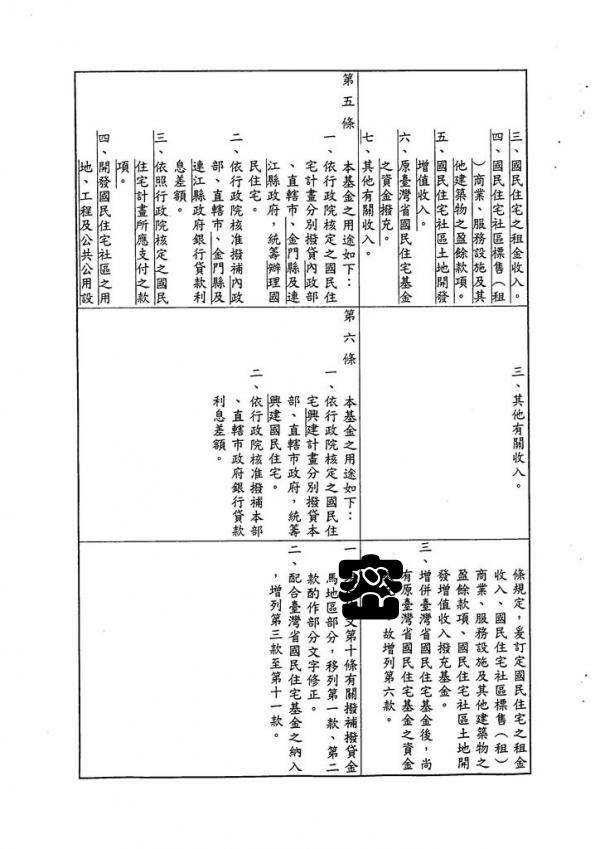 三、國民住宅之租金收入。
四、國民住宅社區標售(租
)商業、服務設施及其
他建築物之盈餘款項。
五、國民住宅社區土地開發
增值收入。
六、原臺灣省國民住宅基金
之資金撥充。
七、其他有關收入。
三、其他有關收入。
條規定,爰訂定國民住宅之租金
收入、國民住宅社區標售(租)
商業、服務設施及其他建築物之
盈餘款項、國民住宅社區土地開
發增值收入撥充基金。
三、增併臺灣省國民住宅基金後,尚
有原臺灣省國民住宅基金之資金
,故增列第六款。
第五條
本基金之用途如下:
一、依行政院核定之國民住
宅計畫分別撥貸內政部
、直轄市、金門縣及連
江縣政府,統籌辦理國
民住宅。
二、依行政院核准撥補內政
部、直轄市、金門縣及
連江縣政府銀行貸款利
息差額。
三、依照行政院核定之國民
住宅計畫所應支付之款
項。
四、開發國民住宅社區之用
地、工程及公共公用設
第六條
本基金之用途如下:
一、依行政院核定之國民住
宅興建計畫分別撥貸本
部、直轄市政府,統籌
興建國民住宅。
二、依行政院核准撥補本部
、直轄市政府銀行貸款
利息差額。
一 文第十條有關撥補撥貸金
馬地區部分,移列第一款、第二
款酌作部分文字修正。
二、配合臺灣省國民住宅基金之納入
,增列第三款至第十一款。